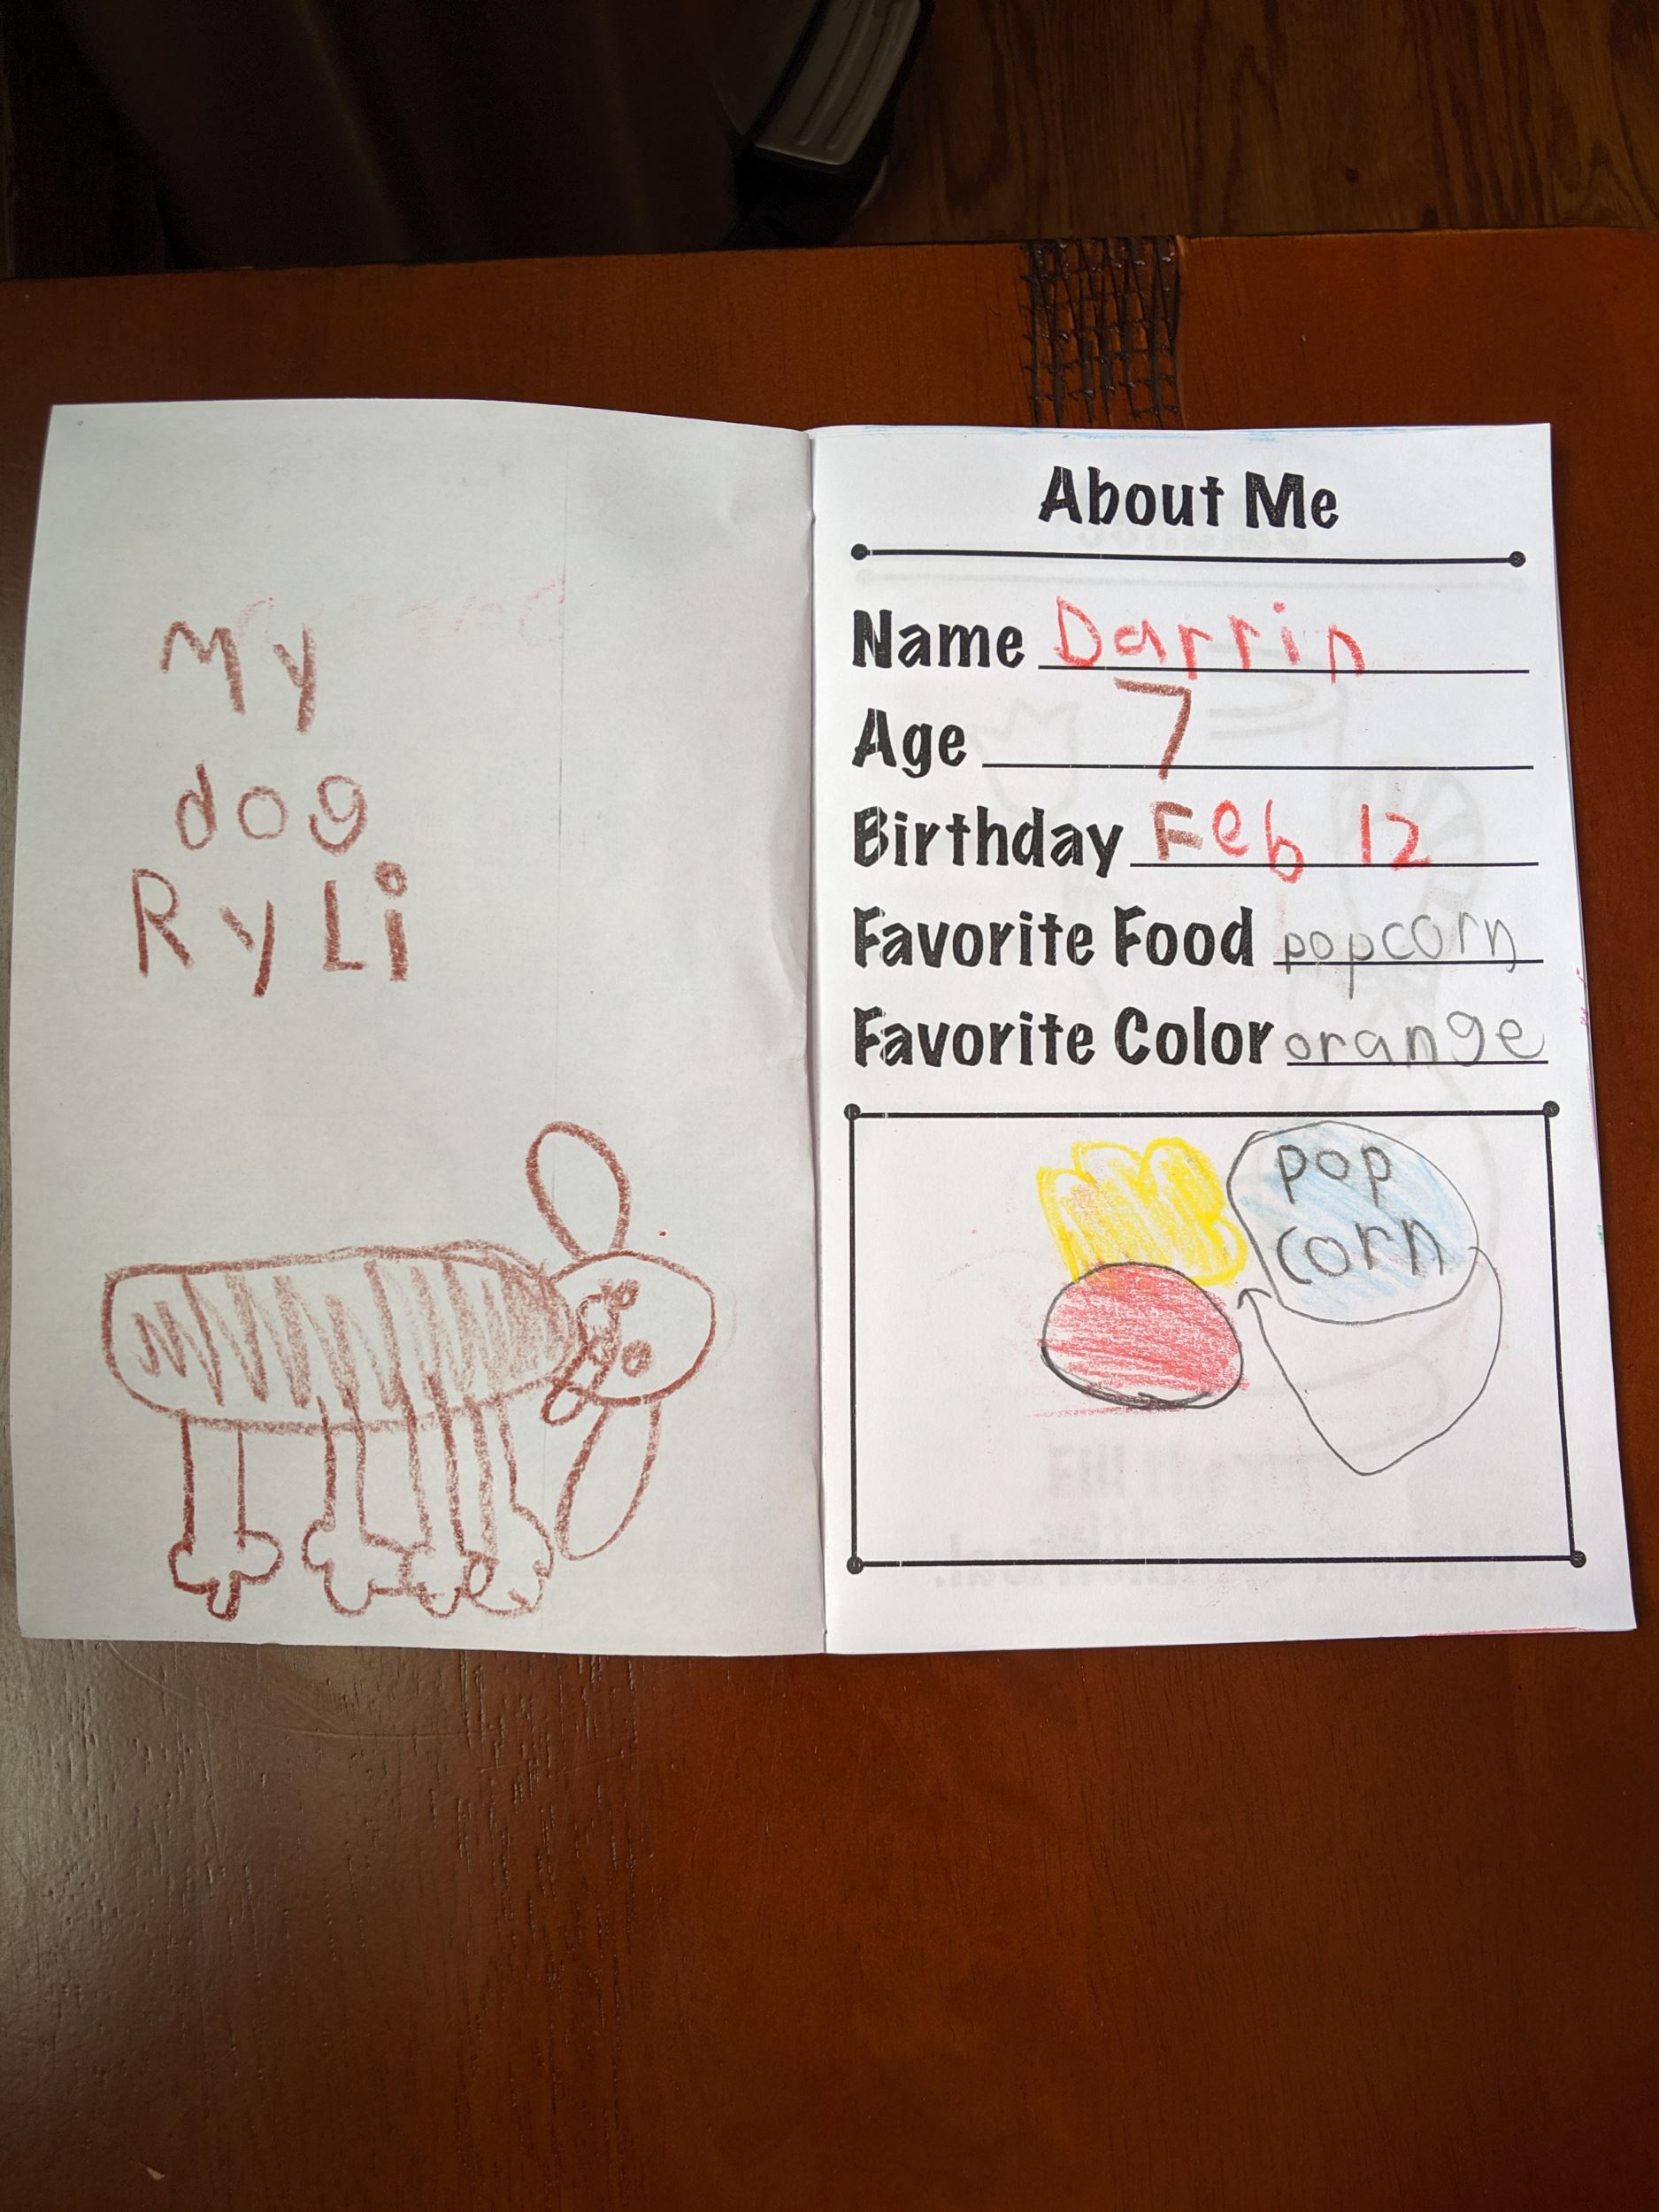 My
dog
RyLi
About Me
Name Darrin
Age 7
Birthday Feb 12
Favorite Food popcorn
Favorite Color orange
pop
corn